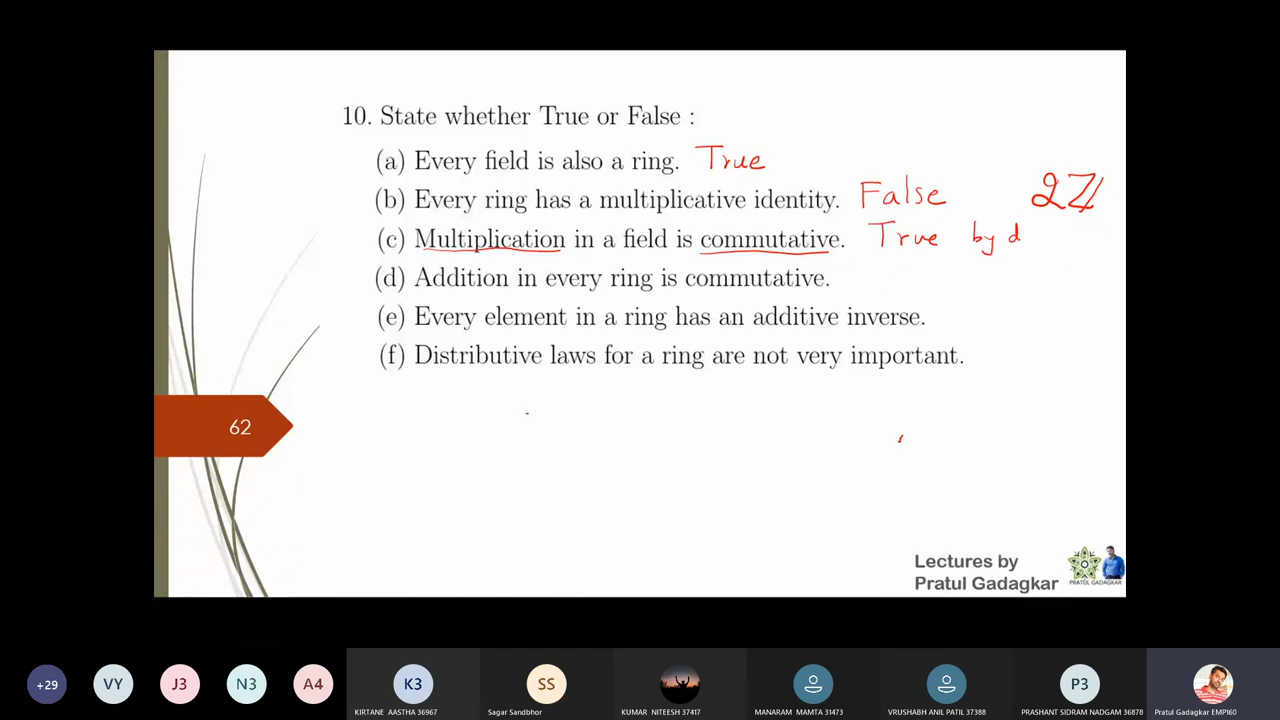 10. State whether True or False :
(a) Every field is also a ring. True
(b) Every ring has a multiplicative identity. False 2ℤ
(c) Multiplication in a field is commutative. True by d
(d) Addition in every ring is commutative.
(e) Every element in a ring has an additive inverse.
(f) Distributive laws for a ring are not very important.
62
Lectures by
Pratul Gadagkar
PRATUL GADAGKAR
+29 VY J3 N3 A4 K3 SS P3
KIRTANE AASTHA 36967 Sagar Sandbhor KUMAR NITEESH 37417 MANARAM MAMTA 31473 VRUSHABH ANIL PATIL 37388 PRASHANT SIDRAM NADGAM 36878 Pratul Gadagkar EMP160